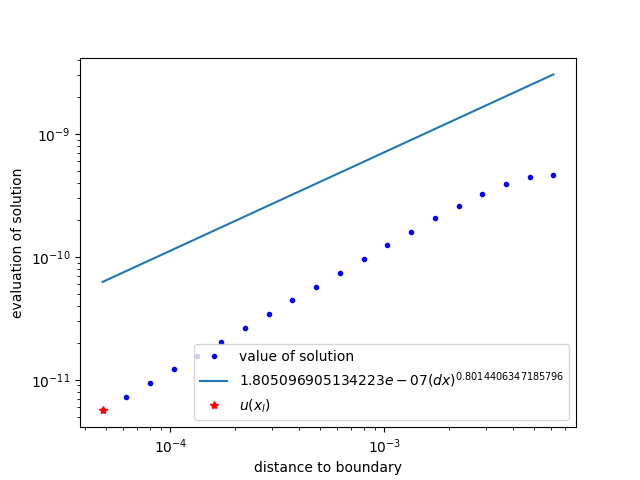 evaluation of solution
10⁻⁹
10⁻¹⁰
10⁻¹¹
value of solution
1.805096905134223e − 07(dx)^0.8014406347185796
u(x_l)
10⁻⁴
10⁻³
distance to boundary